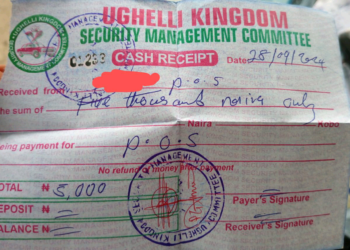 UGHELLI KINGDOM
SECURITY MANAGEMENT COMMITTEE
01233 CASH RECEIPT Date 28/09/2024
Received from P.O.S
the sum of Five thousand naira only
Naira Kobo
Being payment for P.O.S
No refund of money after payment
TOTAL ₦ 5,000
DEPOSIT ₦ Payer's Signature
BALANCE ₦ Receiver's Signature